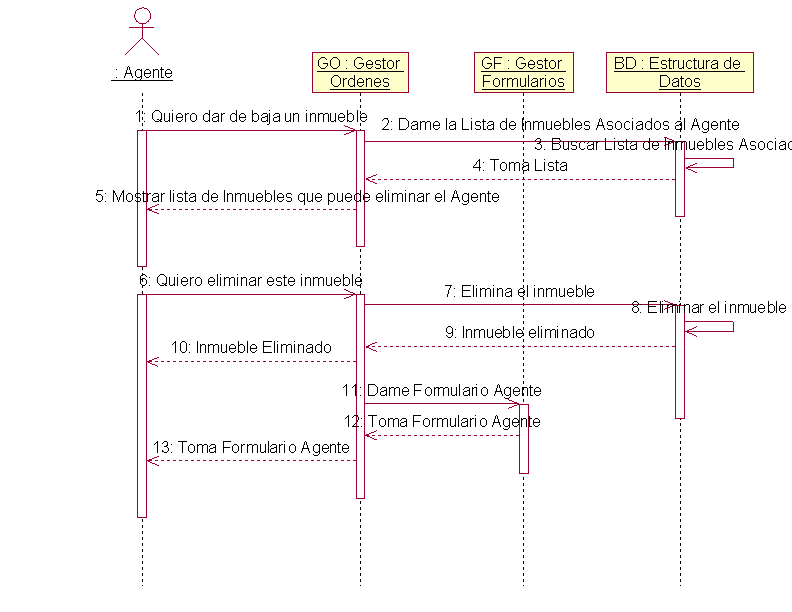 : Agente
GO : Gestor
Ordenes
GF : Gestor
Formularios
BD : Estructura de
Datos
1: Quiero dar de baja un inmueble
2: Dame la Lista de Inmuebles Asociados al Agente
3: Buscar Lista de Inmuebles Asociad
4: Toma Lista
5: Mostrar lista de Inmuebles que puede eliminar el Agente
6: Quiero eliminar este inmueble
7: Elimina el inmueble
8: Eliminar el inmueble
9: Inmueble eliminado
10: Inmueble Eliminado
11: Dame Formulario Agente
12: Toma Formulario Agente
13: Toma Formulario Agente